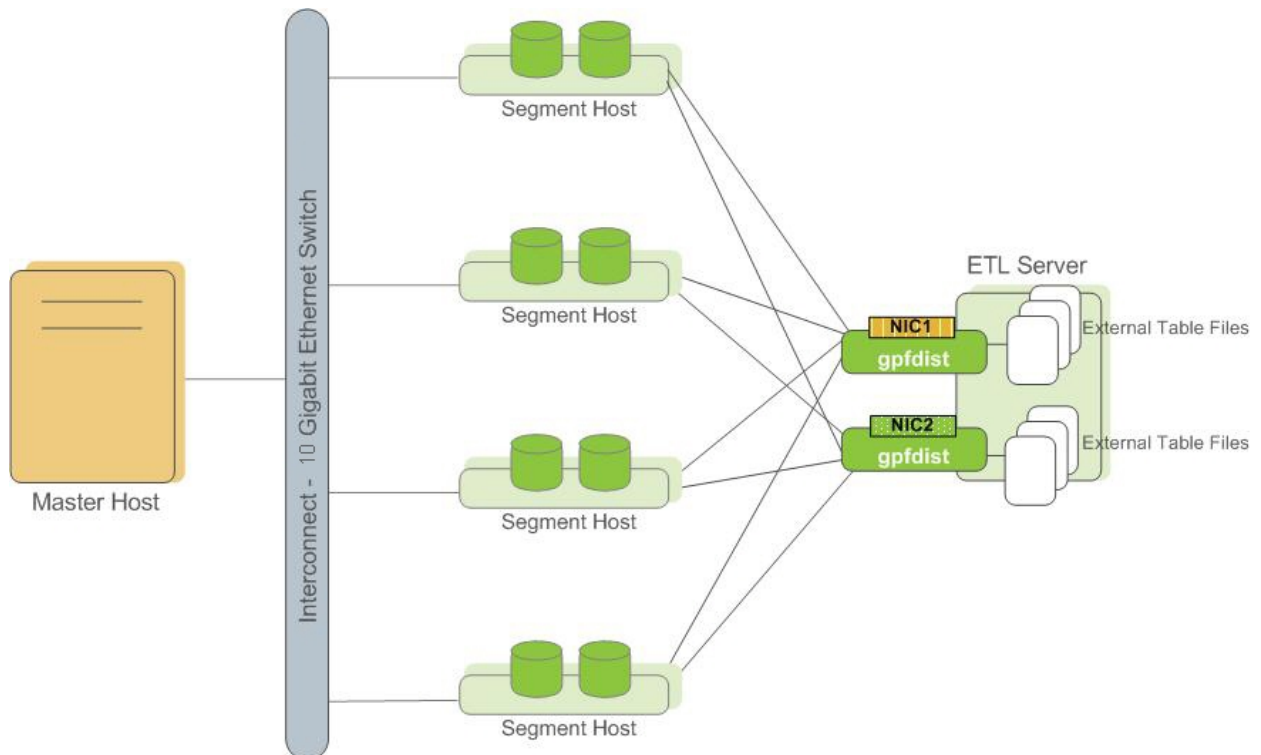 Segment Host
Interconnect - 10 Gigabit Ethernet Switch
Segment Host
ETL Server
NIC1
External Table Files
gpfdist
NIC2
External Table Files
gpfdist
Master Host
Segment Host
Segment Host